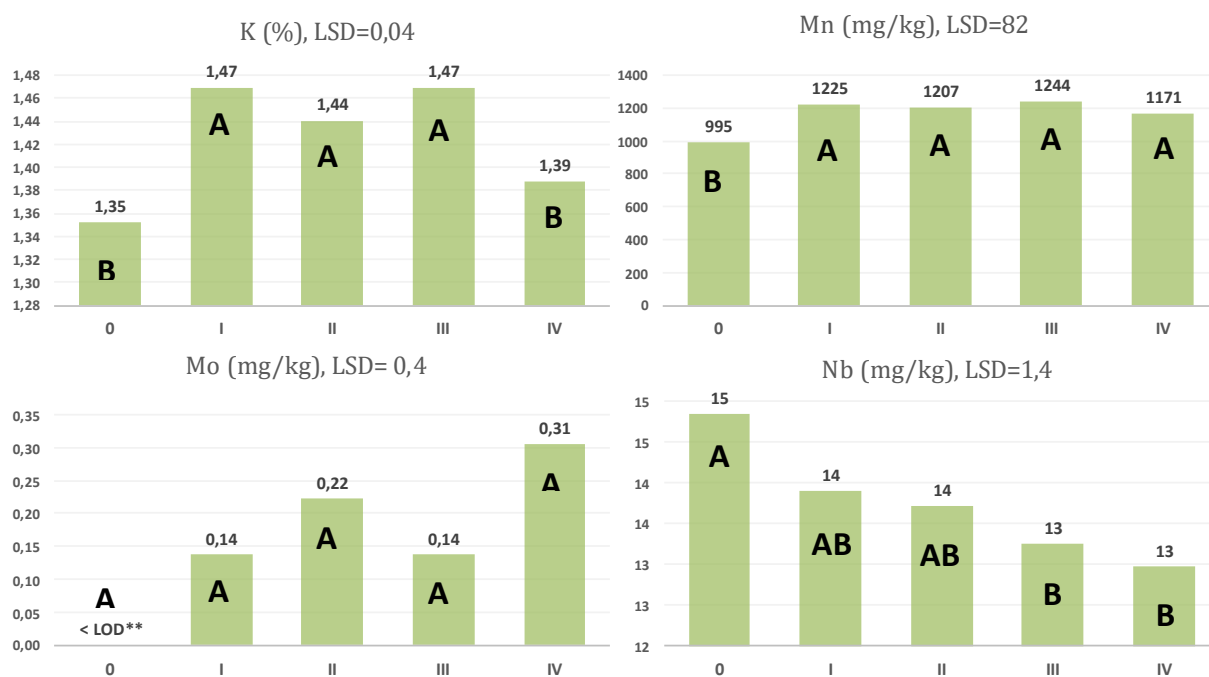 K (%), LSD=0,04
1,48
1,46
1,44
1,42
1,40
1,38
1,36
1,34
1,32
1,30
1,28
1,35
1,47
1,44
1,47
1,39
B
A
A
A
B
0
I
II
III
IV
Mn (mg/kg), LSD=82
1400
1200
1000
800
600
400
200
0
995
1225
1207
1244
1171
B
A
A
A
A
0
I
II
III
IV
Mo (mg/kg), LSD= 0,4
0,35
0,30
0,25
0,20
0,15
0,10
0,05
0,00
0,14
0,22
0,14
0,31
A
A
A
A
A
< LOD**
0
I
II
III
IV
Nb (mg/kg), LSD=1,4
15
15
14
14
13
13
12
15
14
14
13
13
A
AB
AB
B
B
0
I
II
III
IV